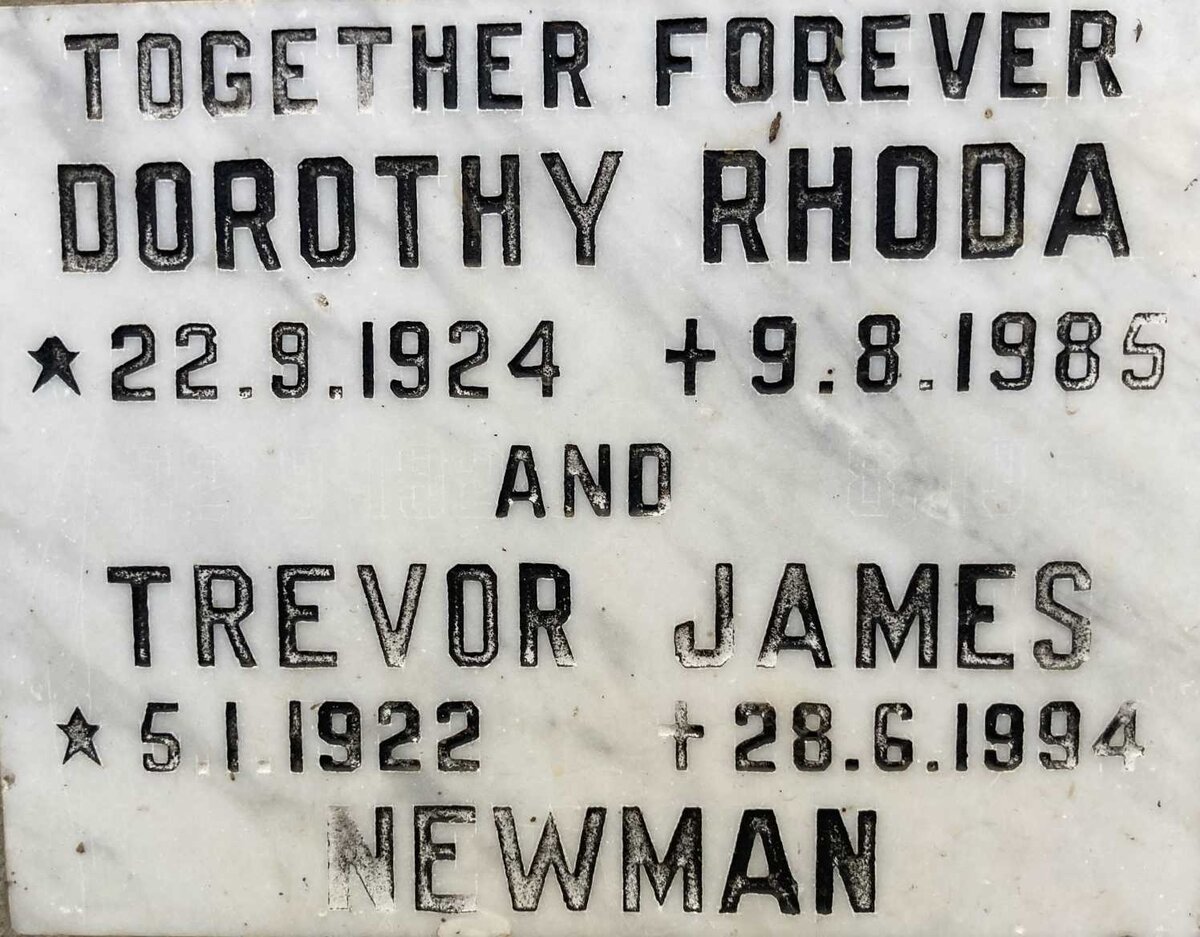 TOGETHER FOREVER
DOROTHY RHODA
★ 22.9.1924 ✝ 9.8.1985
AND
TREVOR JAMES
★ 5.1.1922 ✝ 28.6.1994
NEWMAN